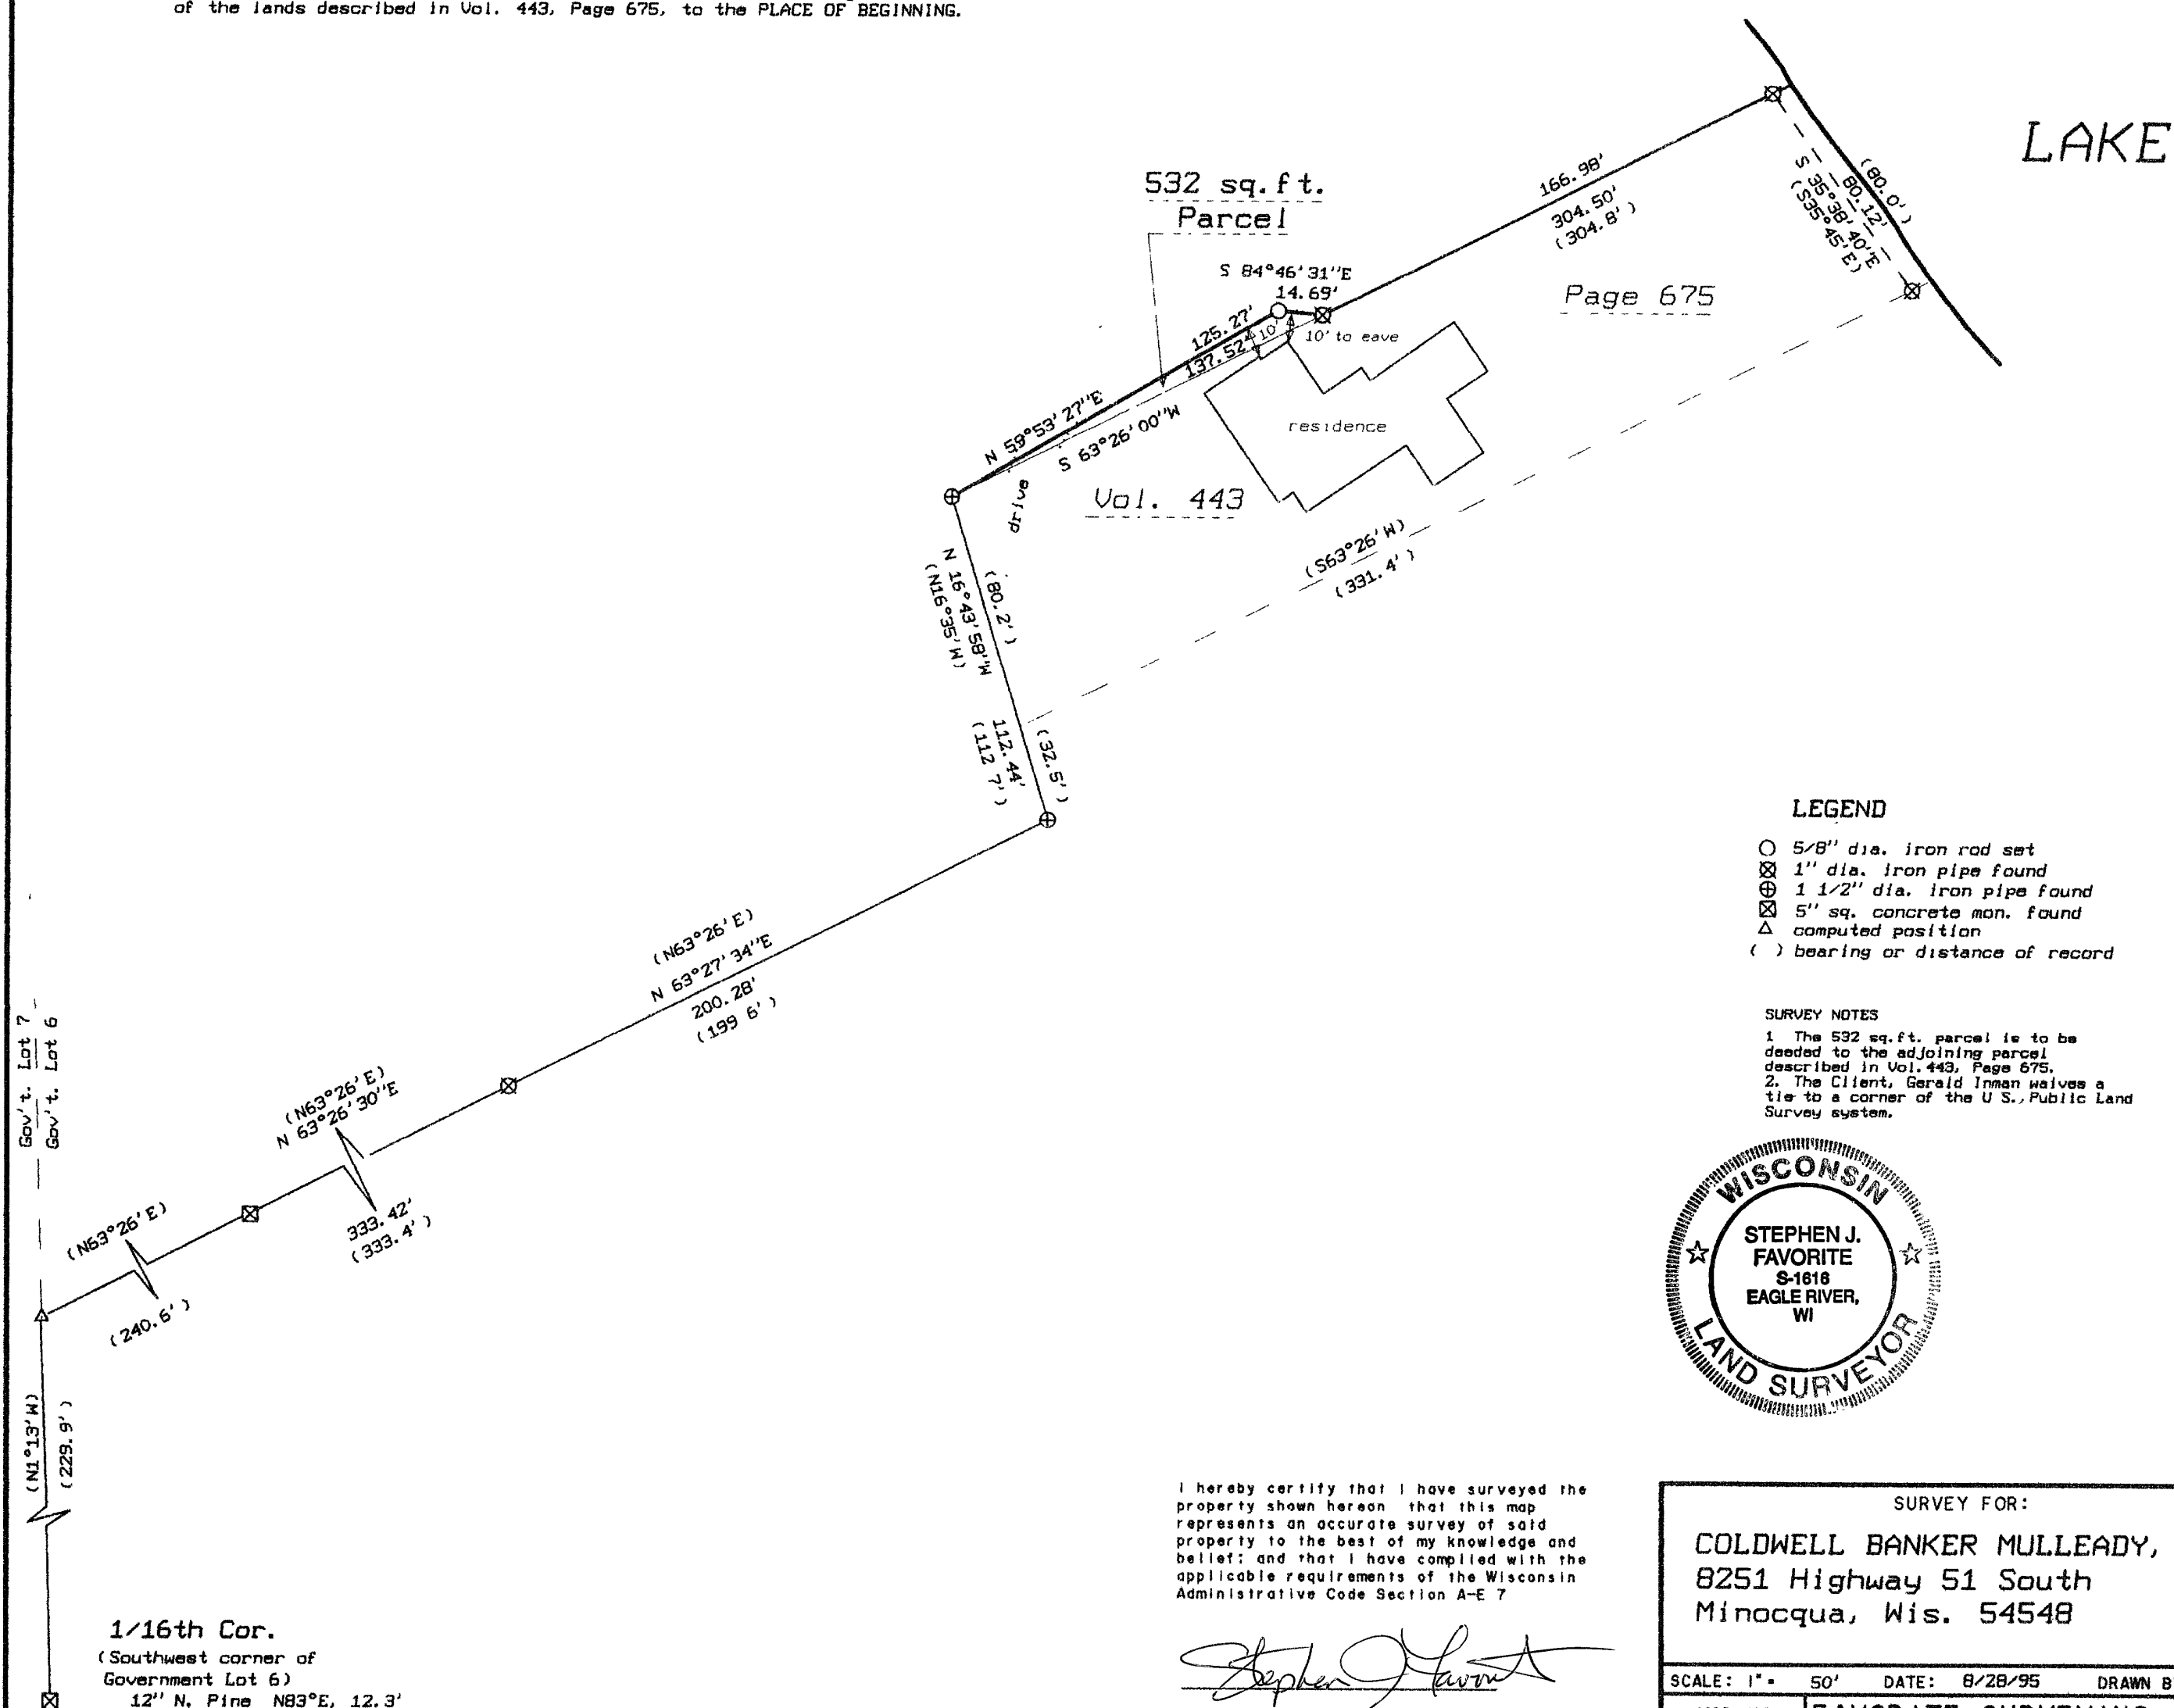 of the lands described in Vol. 443, Page 675, to the PLACE OF BEGINNING.
LAKE
532 sq.ft.
Parcel
166.98'
304.50'
(304.8')
(80.0')
80.12'
S 35°38'40"E
(S35°45'E)
S 84°46'31"E
14.69'
Page 675
125.27'
10'
137.52'
10' to eave
N 59°53'27"E
S 63°26'00"W
residence
drive
Vol. 443
(S63°26'W)
(331.4')
(80.2')
N 16°43'58"W
(N16°35'W)
112.44'
(112 7')
(32.5')
LEGEND
5/8" dia. iron rod set
1" dia. iron pipe found
1 1/2" dia. iron pipe found
5" sq. concrete mon. found
computed position
( ) bearing or distance of record
(N63°26'E)
N 63°27'34"E
200.28'
(199 6')
SURVEY NOTES
1 The 532 sq.ft. parcel is to be
deeded to the adjoining parcel
described in Vol.443, Page 675.
2. The Client, Gerald Inman waives a
tie to a corner of the U S., Public Land
Survey system.
Gov't. Lot 7
Gov't. Lot 6
(N63°26'E)
N 63°26'30"E
333.42'
(333.4')
(N63°26'E)
(240.6')
WISCONSIN
STEPHEN J.
FAVORITE
S-1616
EAGLE RIVER,
WI
LAND SURVEYOR
(N1°13'W)
(229.9')
I hereby certify that I have surveyed the
property shown hereon that this map
represents an accurate survey of said
property to the best of my knowledge and
belief; and that I have complied with the
applicable requirements of the Wisconsin
Administrative Code Section A-E 7
Stephen J Favorite
SURVEY FOR:
COLDWELL BANKER MULLEADY,
8251 Highway 51 South
Minocqua, Wis. 54548
1/16th Cor.
(Southwest corner of
Government Lot 6)
12" N. Pine N83°E, 12.3'
SCALE: 1"= 50' DATE: 8/28/95 DRAWN B